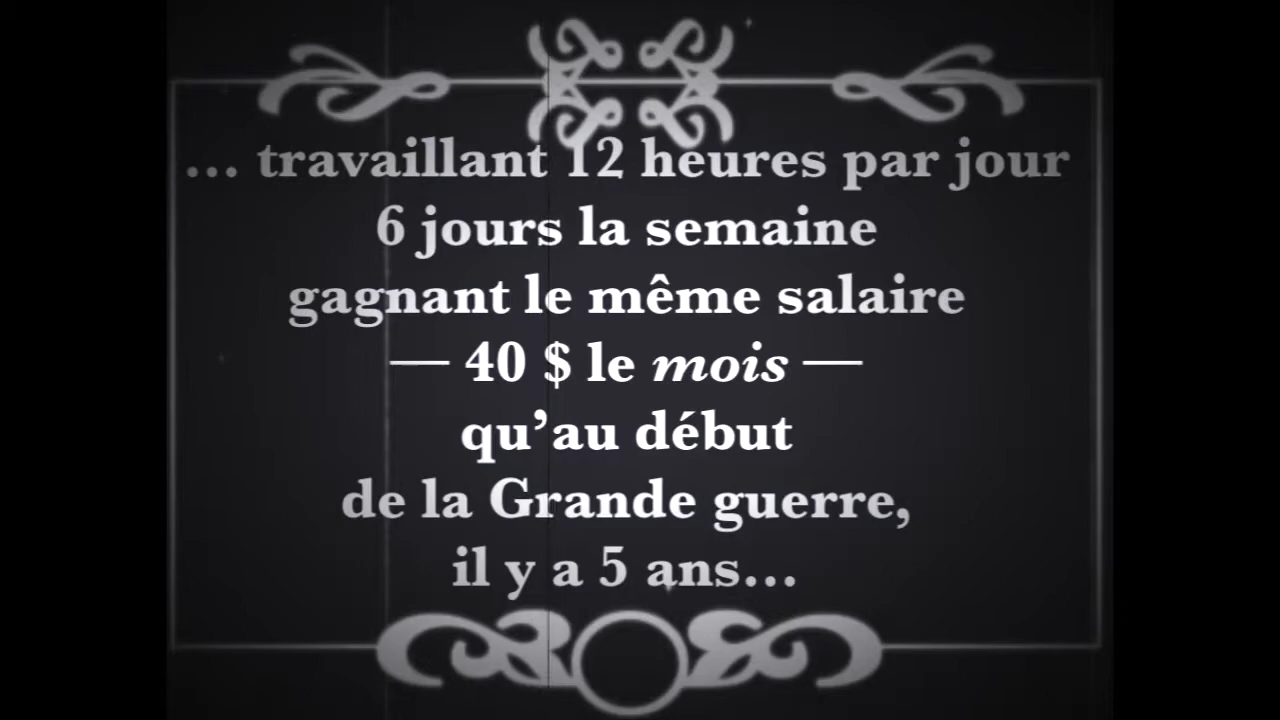 ... travaillant 12 heures par jour
6 jours la semaine
gagnant le même salaire
— 40 $ le mois —
qu’au début
de la Grande guerre,
il y a 5 ans...